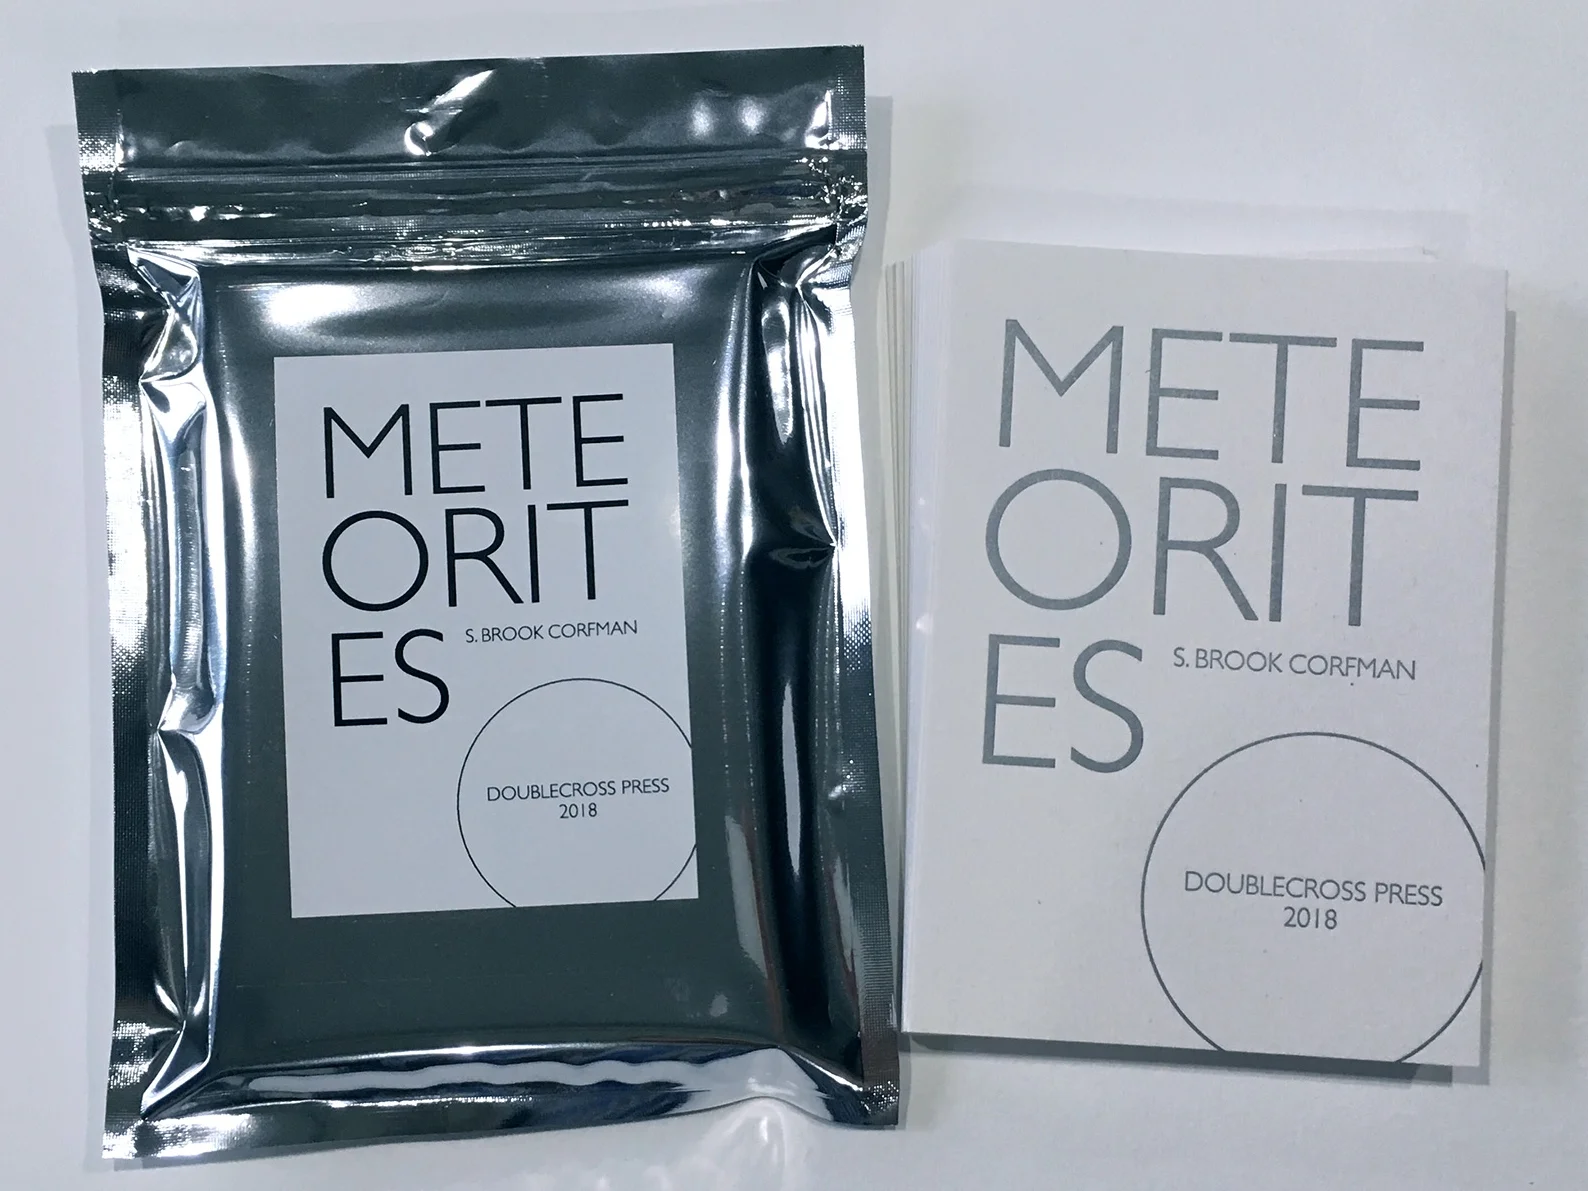 METE
ORIT
ES
S. BROOK CORFMAN
DOUBLECROSS PRESS
2018
METE
ORIT
ES
S. BROOK CORFMAN
DOUBLECROSS PRESS
2018